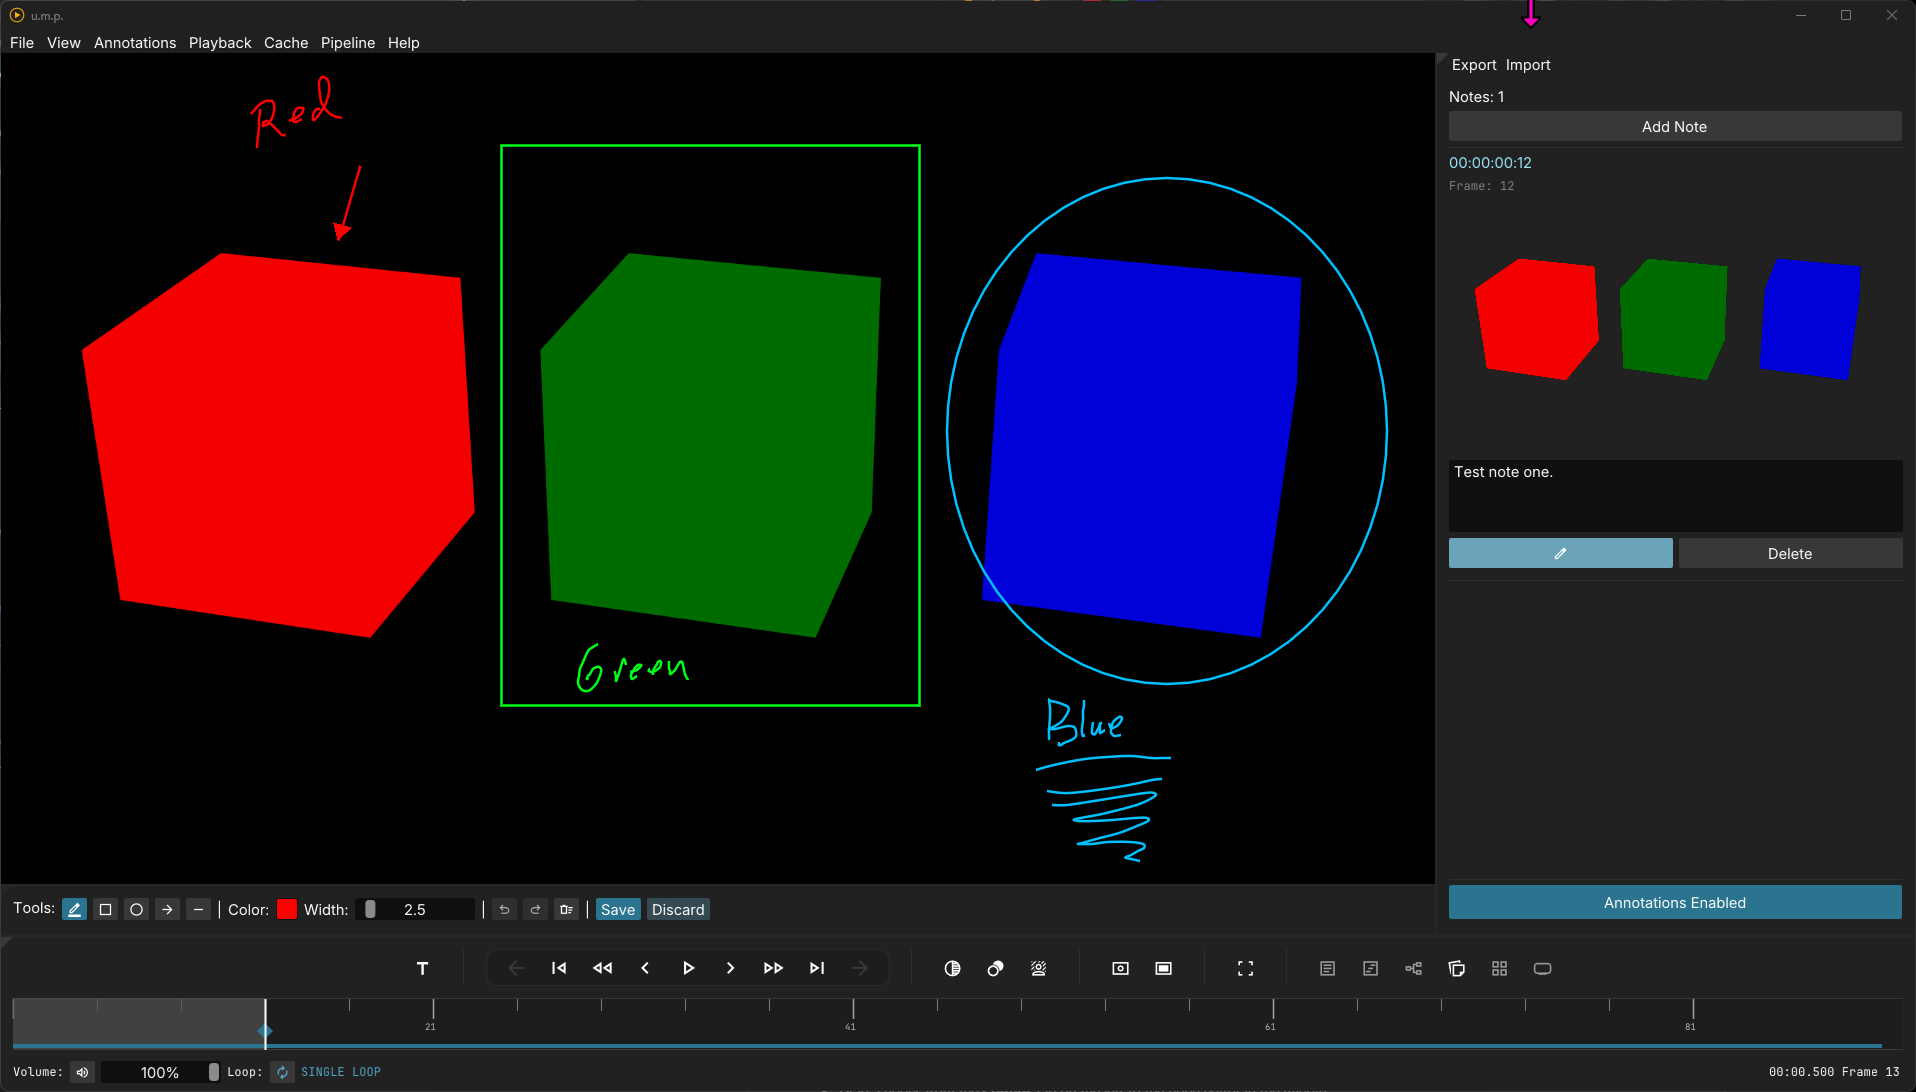 u.m.p.
File View Annotations Playback Cache Pipeline Help
Export Import
Notes: 1
Add Note
00:00:00:12
Frame: 12
Red
Green
Blue
Test note one.
Delete
Annotations Enabled
Tools: Color: Width: 2.5 Save Discard
T
21 41 61 81
Volume: 100% Loop: SINGLE LOOP 00:00.500 Frame 13